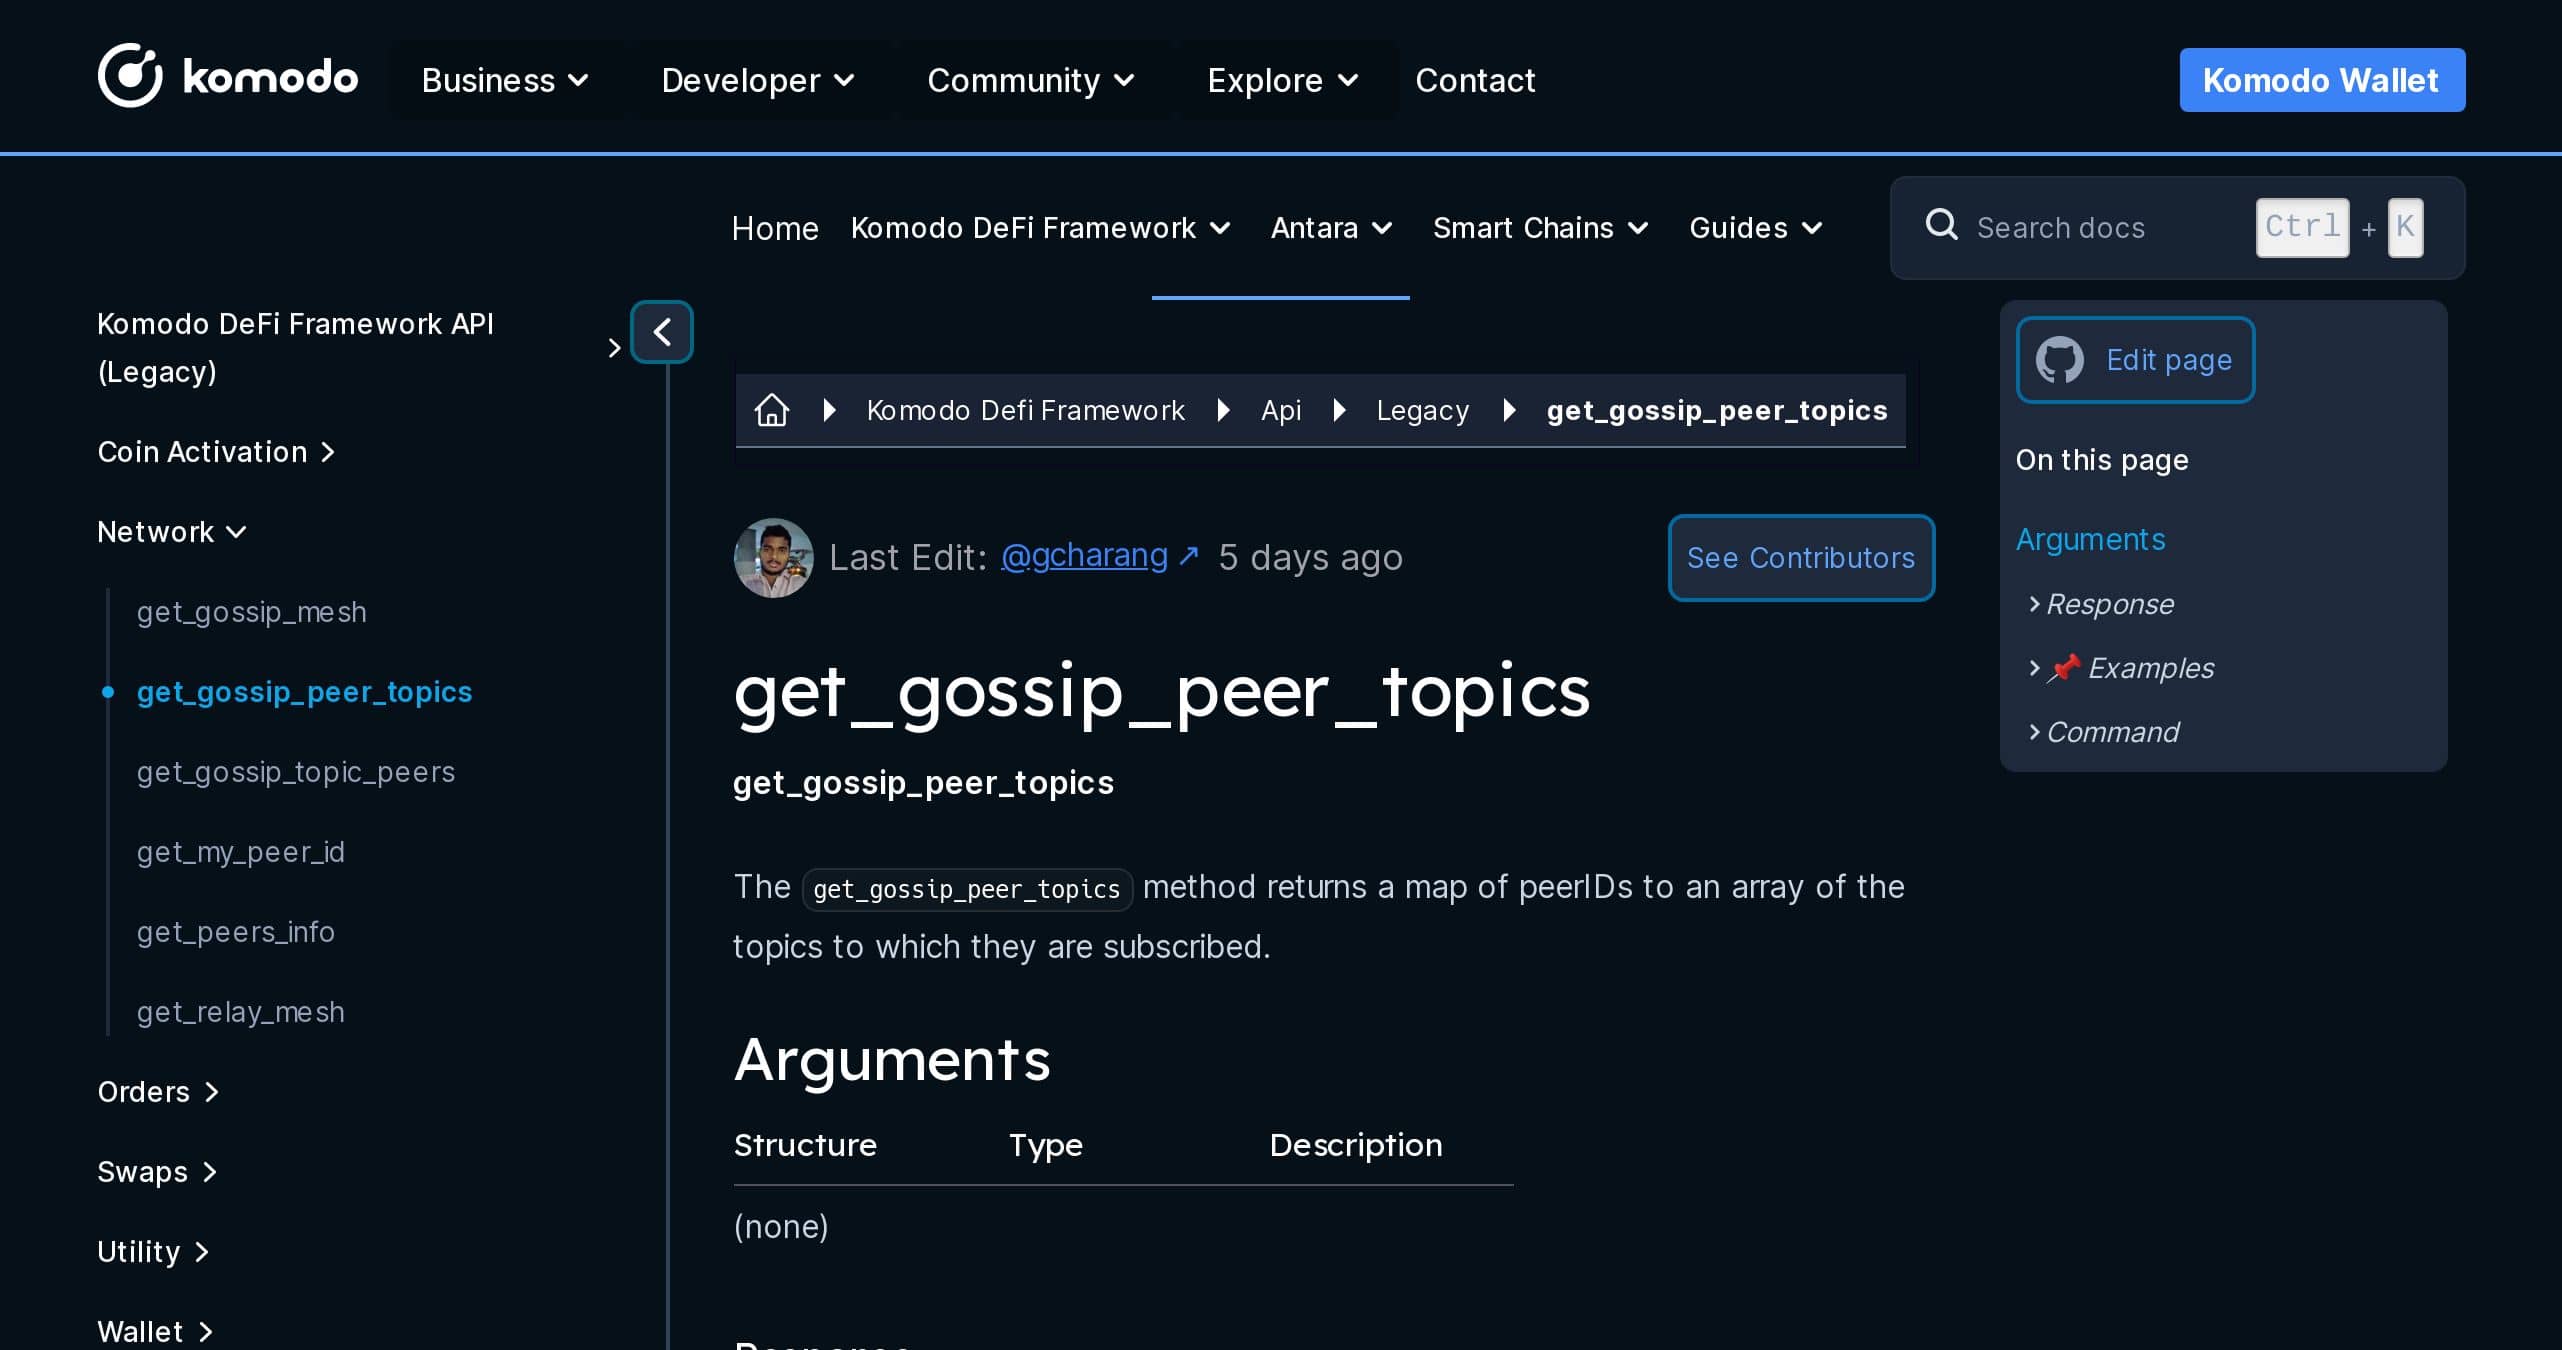 komodo
Business
Developer
Community
Explore
Contact
Komodo Wallet
Home
Komodo DeFi Framework
Antara
Smart Chains
Guides
Search docs
Ctrl + K
Komodo DeFi Framework API
(Legacy)
Coin Activation
Network
get_gossip_mesh
get_gossip_peer_topics
get_gossip_topic_peers
get_my_peer_id
get_peers_info
get_relay_mesh
Orders
Swaps
Utility
Wallet
Komodo Defi Framework
Api
Legacy
get_gossip_peer_topics
Last Edit: @gcharang ↗ 5 days ago
See Contributors
get_gossip_peer_topics
get_gossip_peer_topics
The get_gossip_peer_topics method returns a map of peerIDs to an array of the
topics to which they are subscribed.
Arguments
Structure Type Description
(none)
Edit page
On this page
Arguments
Response
📌 Examples
Command